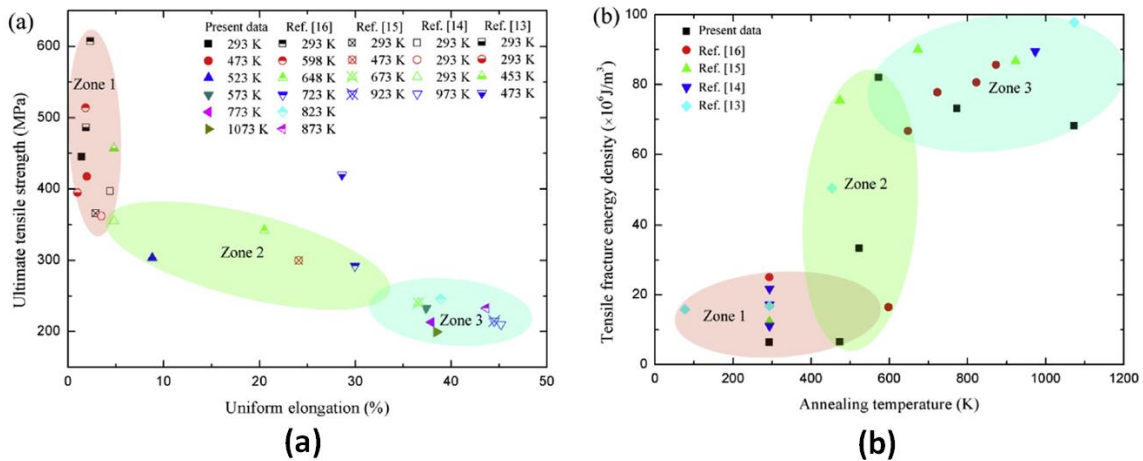 (a)
Present data Ref. [16] Ref. [15] Ref. [14] Ref. [13]
293 K 293 K 293 K 293 K 293 K
473 K 598 K 473 K 293 K 293 K
523 K 648 K 673 K 293 K 453 K
573 K 723 K 923 K 973 K 473 K
773 K 823 K
1073 K 873 K
Zone 1
Zone 2
Zone 3
Ultimate tensile strength (MPa)
600
500
400
300
200
0 10 20 30 40 50
Uniform elongation (%)
(a)
(b)
Present data
Ref. [16]
Ref. [15]
Ref. [14]
Ref. [13]
Zone 3
Zone 2
Zone 1
Tensile fracture energy density (×10⁶J/m³)
100
80
60
40
20
0
0 200 400 600 800 1000 1200
Annealing temperature (K)
(b)